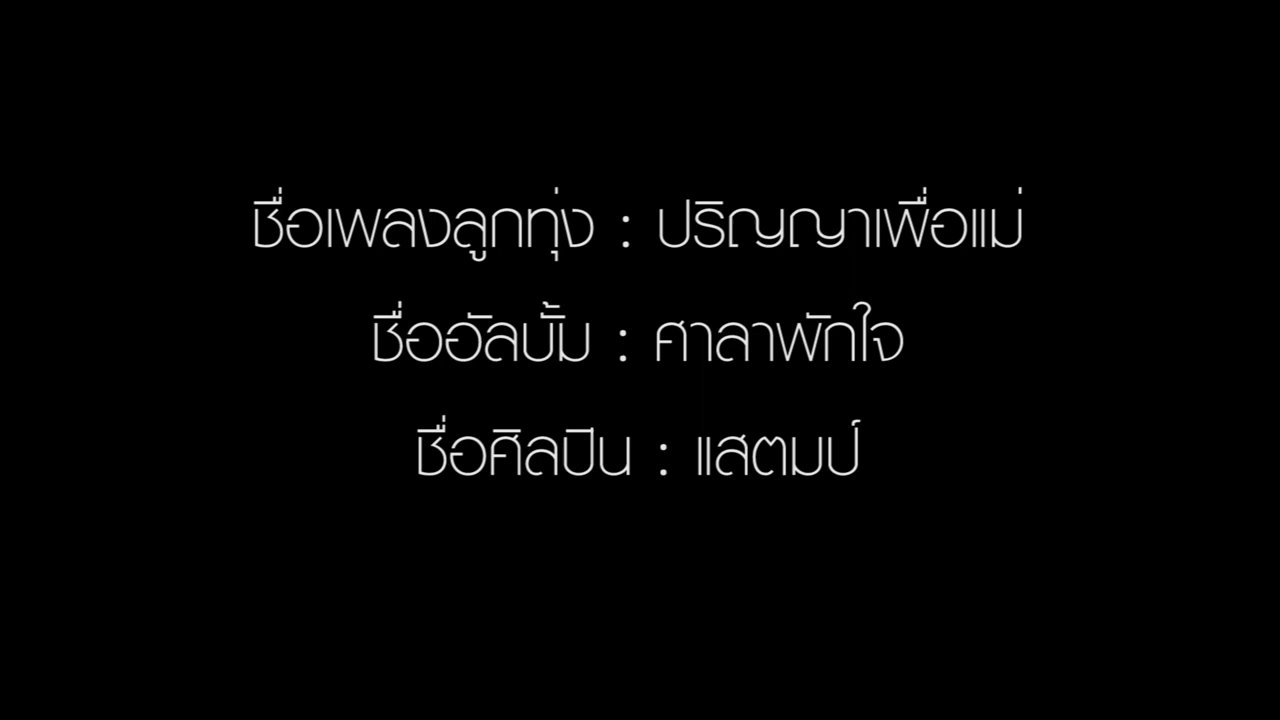 ชื่อเพลงลูกทุ่ง : ปริญญาเพื่อแม่
ชื่ออัลบั้ม : ศาลาพักใจ
ชื่อศิลปิน : แสตมป์